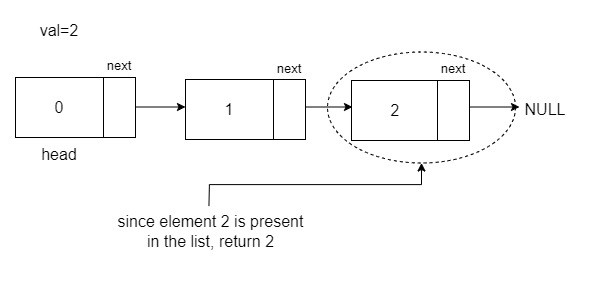 val=2
next
next
next
0
1
2
NULL
head
since element 2 is present
in the list, return 2